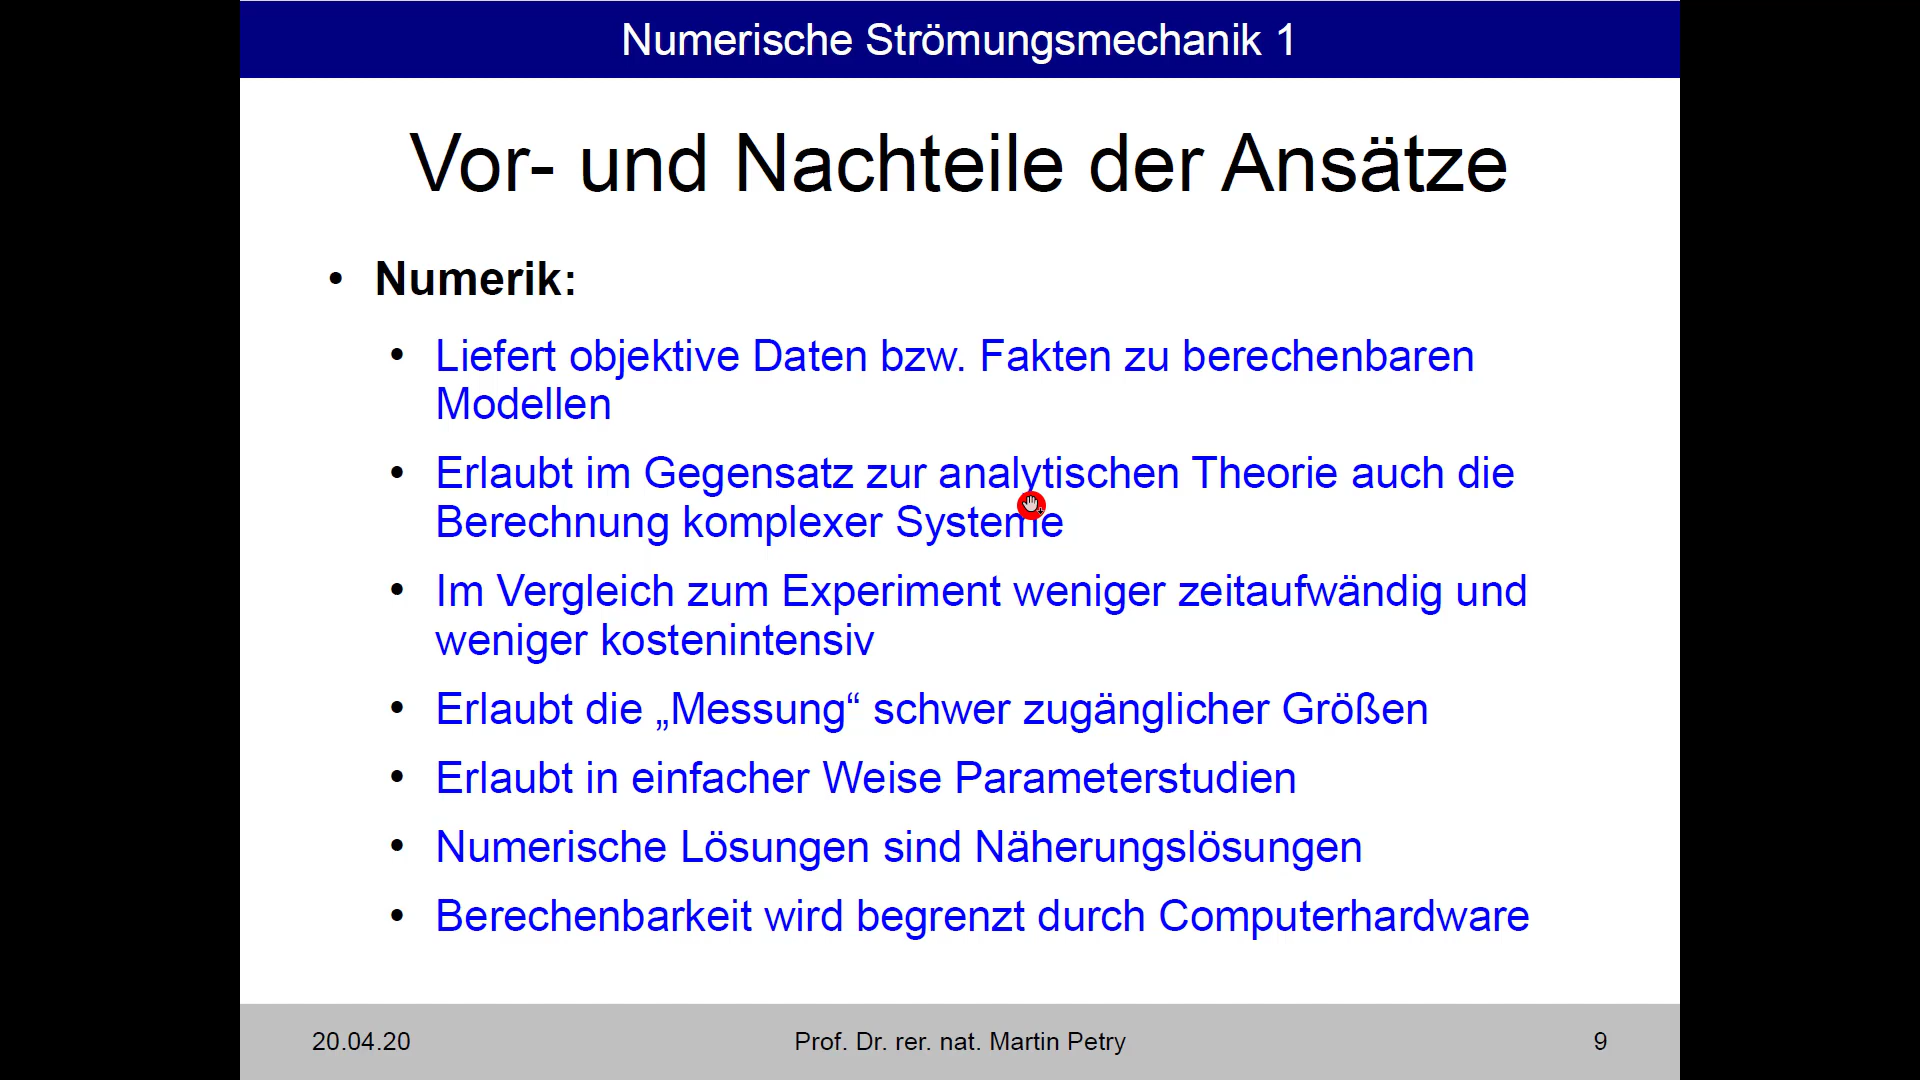 Numerische Strömungsmechanik 1
Vor- und Nachteile der Ansätze
• Numerik:
• Liefert objektive Daten bzw. Fakten zu berechenbaren
Modellen
• Erlaubt im Gegensatz zur analytischen Theorie auch die
Berechnung komplexer Systeme
• Im Vergleich zum Experiment weniger zeitaufwändig und
weniger kostenintensiv
• Erlaubt die „Messung“ schwer zugänglicher Größen
• Erlaubt in einfacher Weise Parameterstudien
• Numerische Lösungen sind Näherungslösungen
• Berechenbarkeit wird begrenzt durch Computerhardware
20.04.20 Prof. Dr. rer. nat. Martin Petry 9